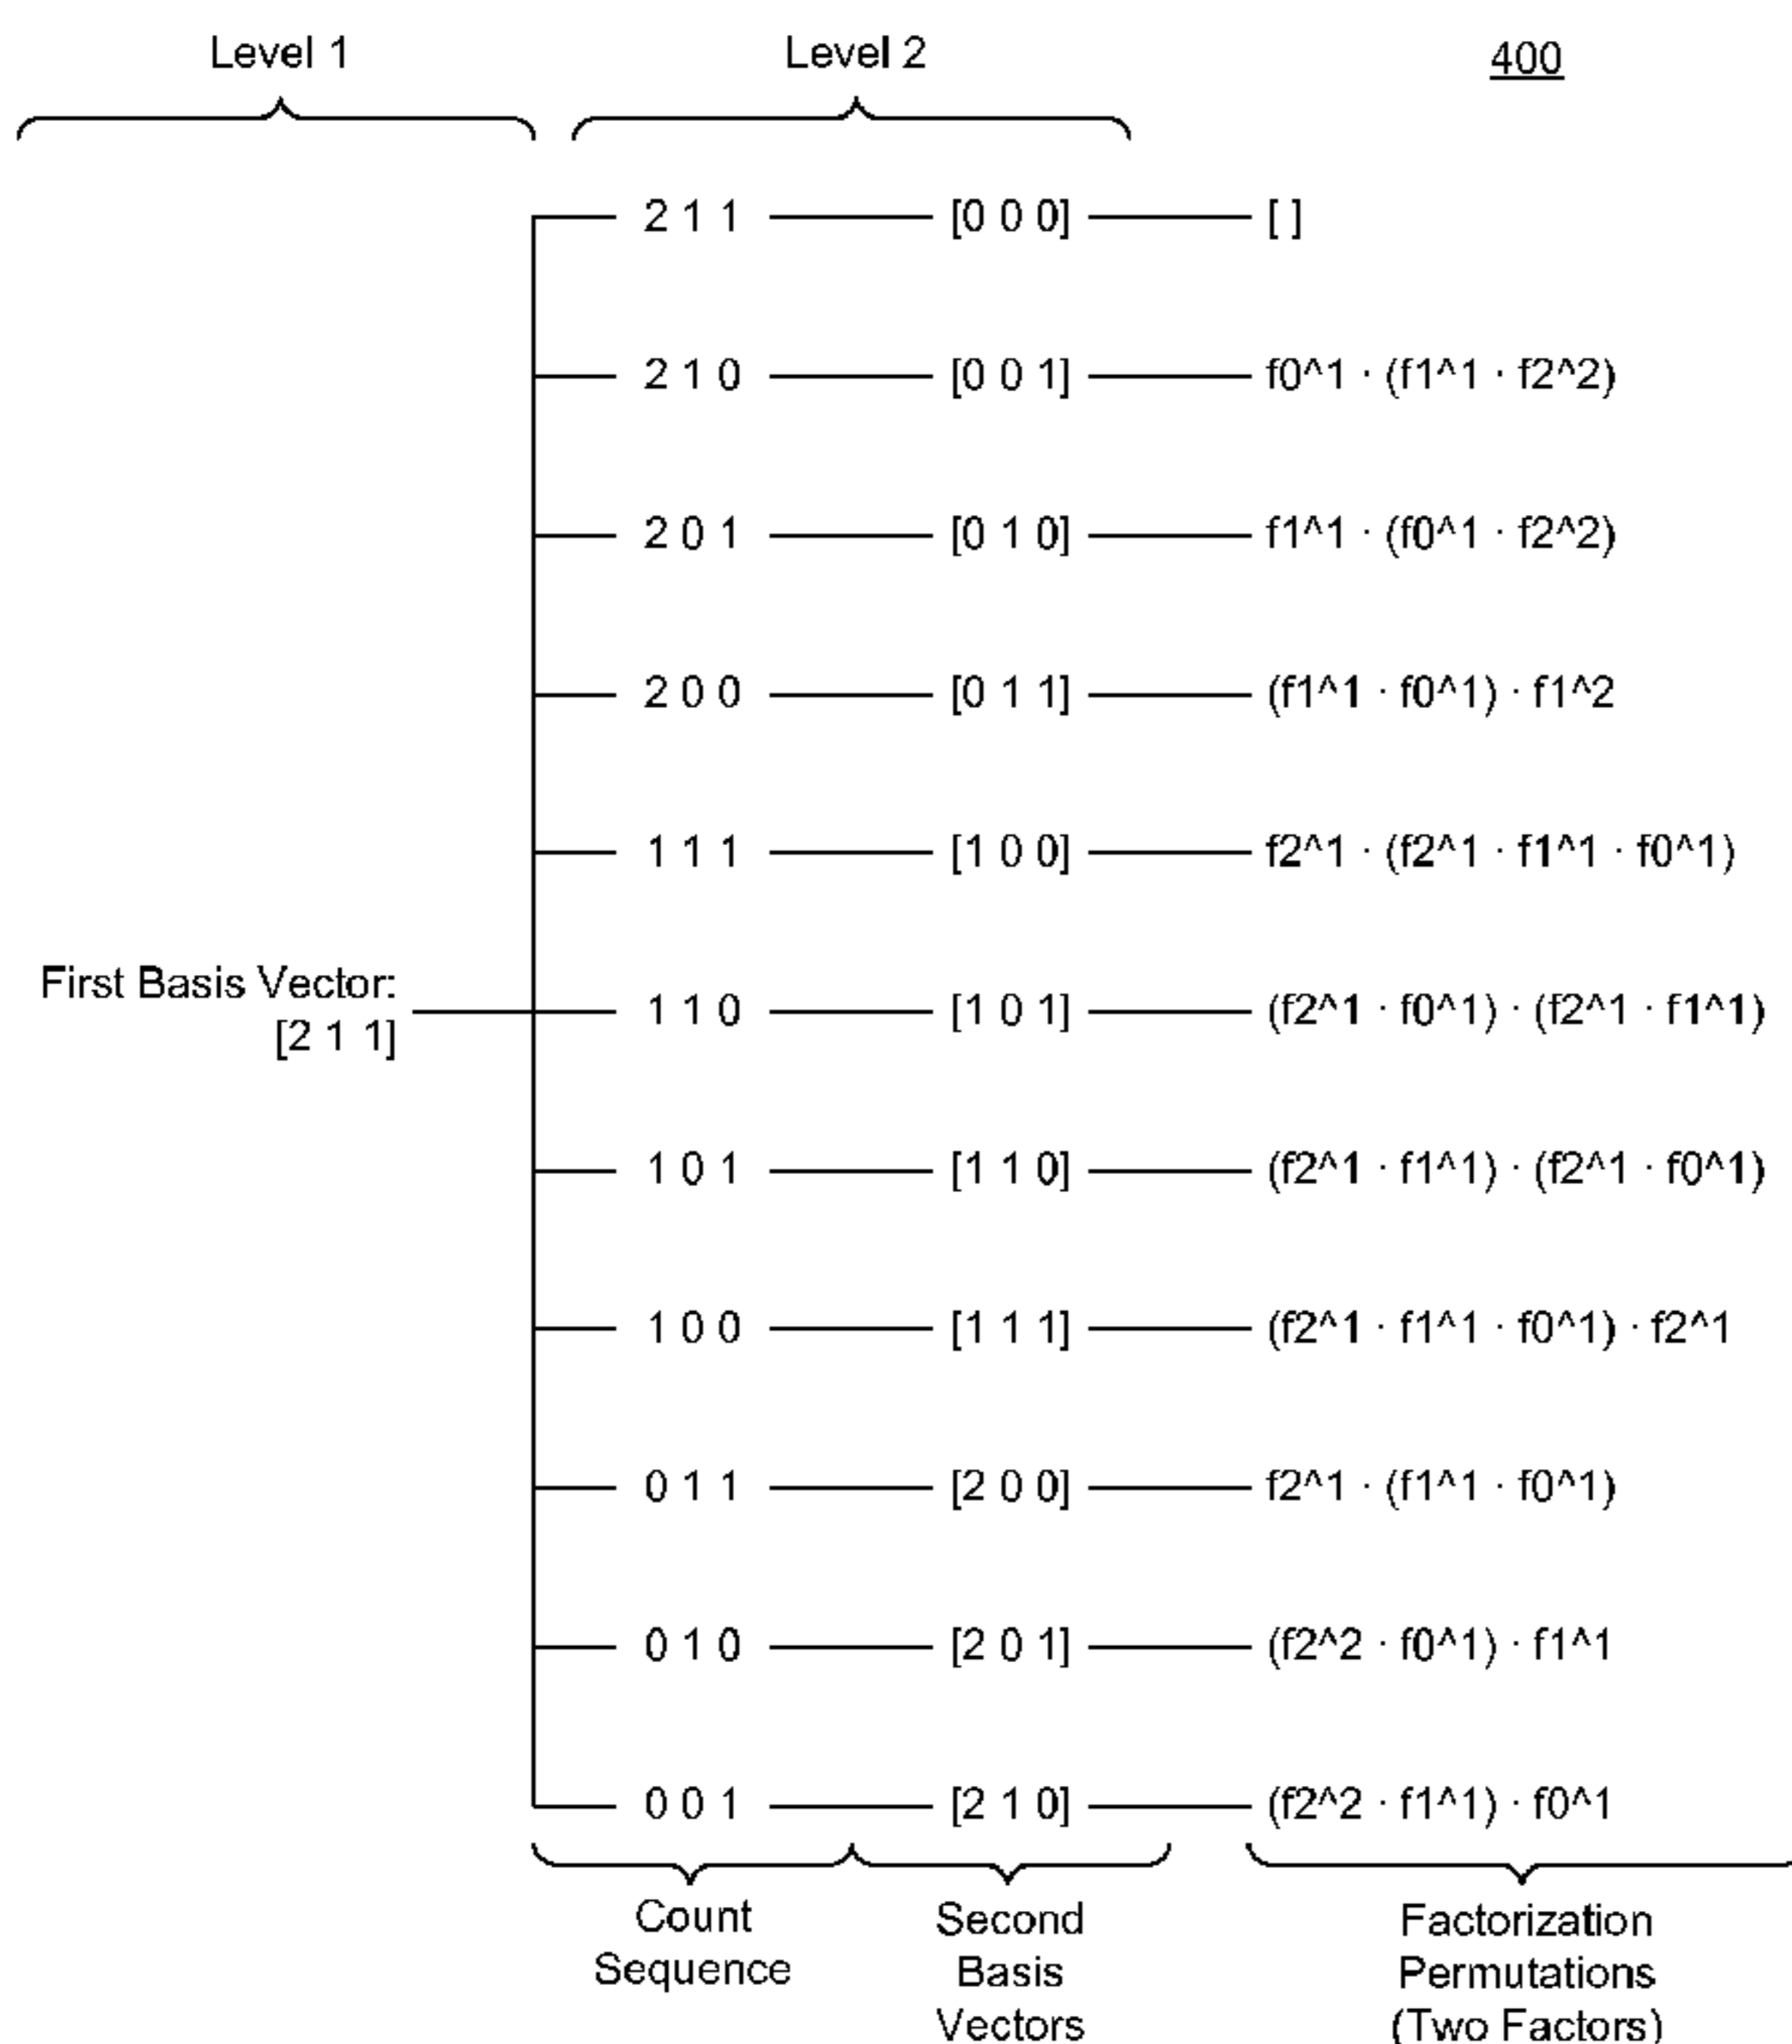 Level 1 Level 2 400
2 1 1 [0 0 0] [ ]
2 1 0 [0 0 1] f0^1 · (f1^1 · f2^2)
2 0 1 [0 1 0] f1^1 · (f0^1 · f2^2)
2 0 0 [0 1 1] (f1^1 · f0^1) · f1^2
1 1 1 [1 0 0] f2^1 · (f2^1 · f1^1 · f0^1)
First Basis Vector:
[2 1 1]
1 1 0 [1 0 1] (f2^1 · f0^1) · (f2^1 · f1^1)
1 0 1 [1 1 0] (f2^1 · f1^1) · (f2^1 · f0^1)
1 0 0 [1 1 1] (f2^1 · f1^1 · f0^1) · f2^1
0 1 1 [2 0 0] f2^1 · (f1^1 · f0^1)
0 1 0 [2 0 1] (f2^2 · f0^1) · f1^1
0 0 1 [2 1 0] (f2^2 · f1^1) · f0^1
Count
Sequence
Second
Basis
Vectors
Factorization
Permutations
(Two Factors)